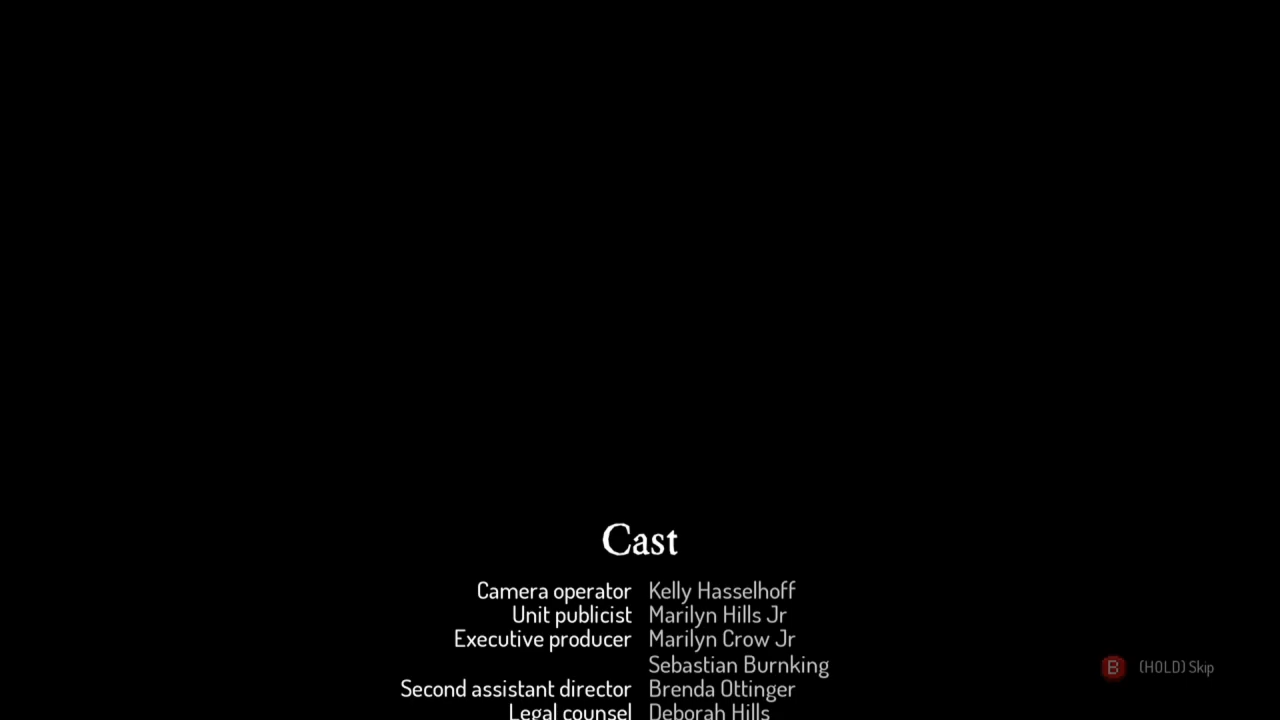 Cast
Camera operator Kelly Hasselhoff
Unit publicist Marilyn Hills Jr
Executive producer Marilyn Crow Jr
Sebastian Burnking
B (HOLD) Skip
Second assistant director Brenda Ottinger
Legal counsel Deborah Hills